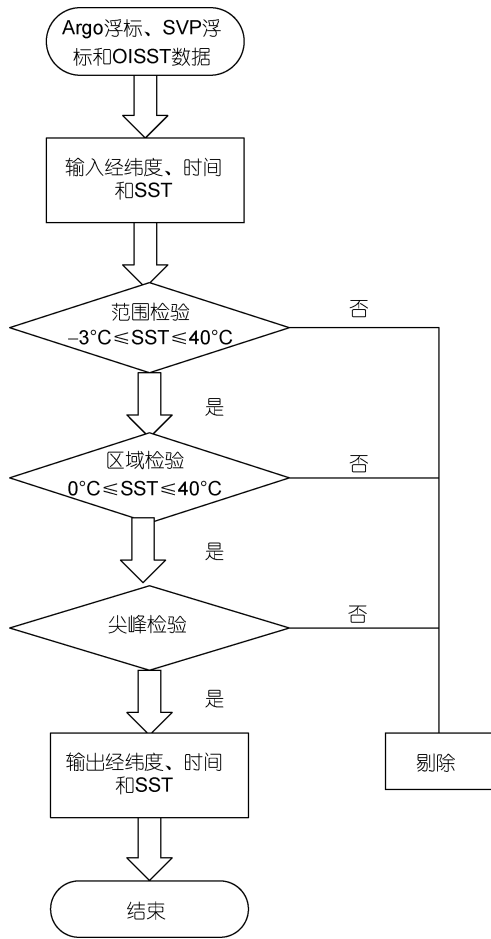 Argo浮标、SVP浮
标和OISST数据
输入经纬度、时间
和SST
范围检验
–3°C≤SST≤40°C
否
是
区域检验
0°C≤SST≤40°C
否
是
尖峰检验
否
是
输出经纬度、时间
和SST
剔除
结束